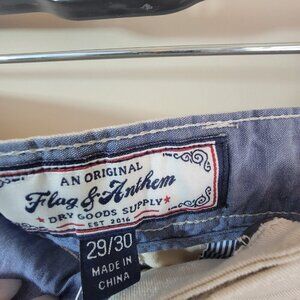 AN ORIGINAL
Flag & Anthem
DRY GOODS SUPPLY
EST 2016
29/30
MADE IN
CHINA